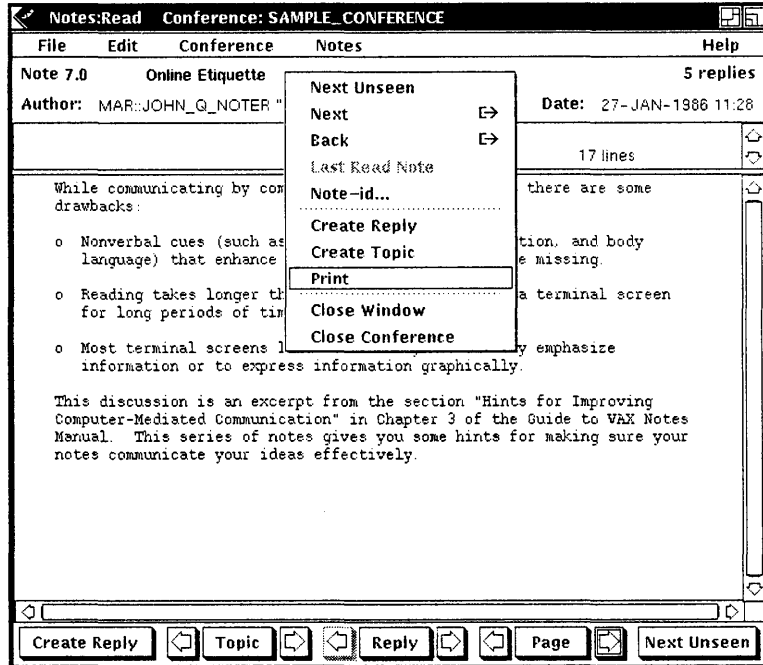 Notes:Read Conference: SAMPLE_CONFERENCE
File Edit Conference Notes Help
Note 7.0 Online Etiquette 5 replies
Author: MAR::JOHN_Q_NOTER " Date: 27-JAN-1986 11:28
17 lines
Next Unseen
Next
Back
Last Read Note
Note-id...
Create Reply
Create Topic
Print
Close Window
Close Conference
While communicating by com there are some
drawbacks:
o Nonverbal cues (such as tion, and body
language) that enhance e missing.
o Reading takes longer th a terminal screen
for long periods of tim
o Most terminal screens l y emphasize
information or to express information graphically.
This discussion is an excerpt from the section "Hints for Improving
Computer-Mediated Communication" in Chapter 3 of the Guide to VAX Notes
Manual. This series of notes gives you some hints for making sure your
notes communicate your ideas effectively.
Create Reply Topic Reply Page Next Unseen